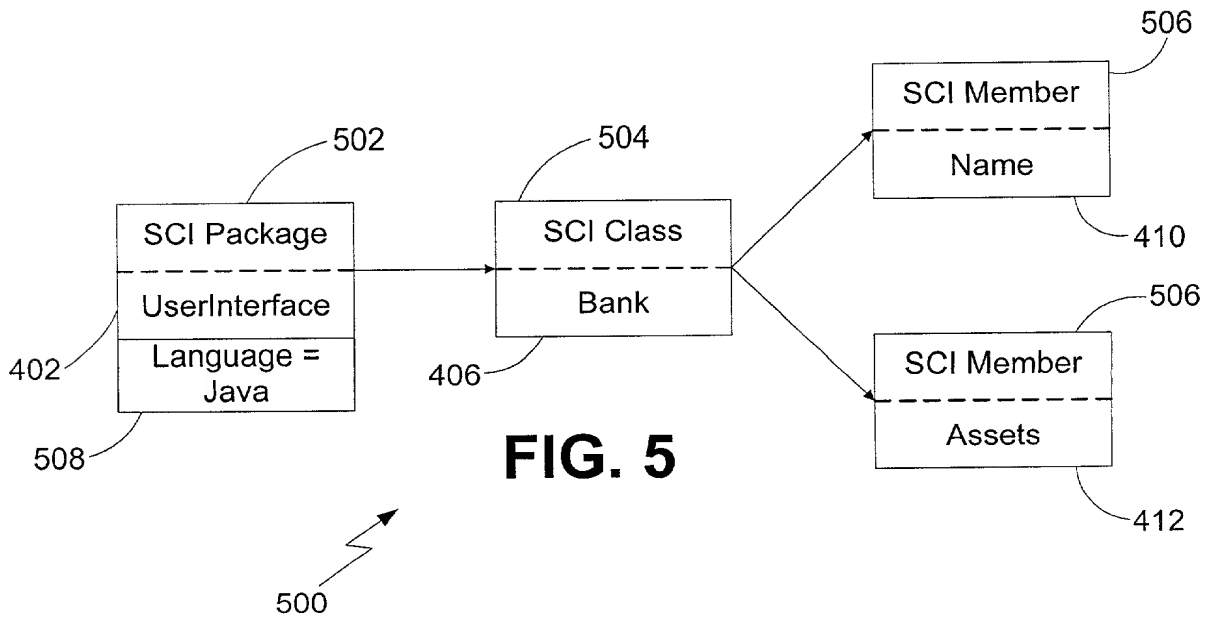 506
SCI Member
Name
410
502
SCI Package
UserInterface
Language =
Java
402
508
504
SCI Class
Bank
406
506
SCI Member
Assets
412
FIG. 5
500